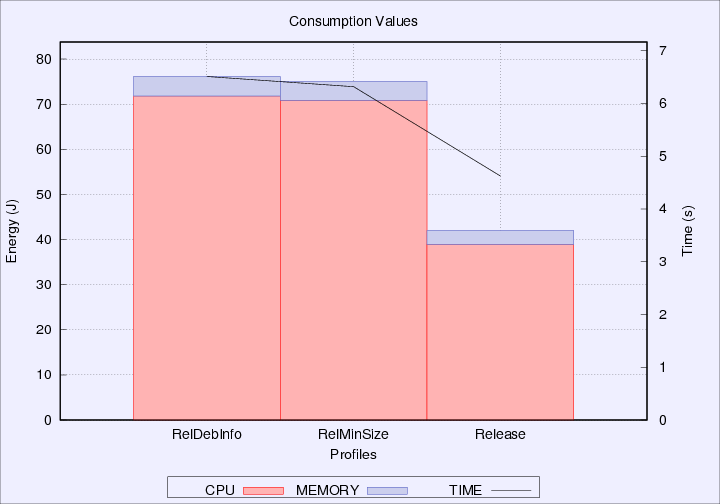 Consumption Values
80
70
60
50
40
30
20
10
0
Energy (J)
7
6
5
4
3
2
1
0
Time (s)
RelDebInfo RelMinSize Release
Profiles
CPU MEMORY TIME